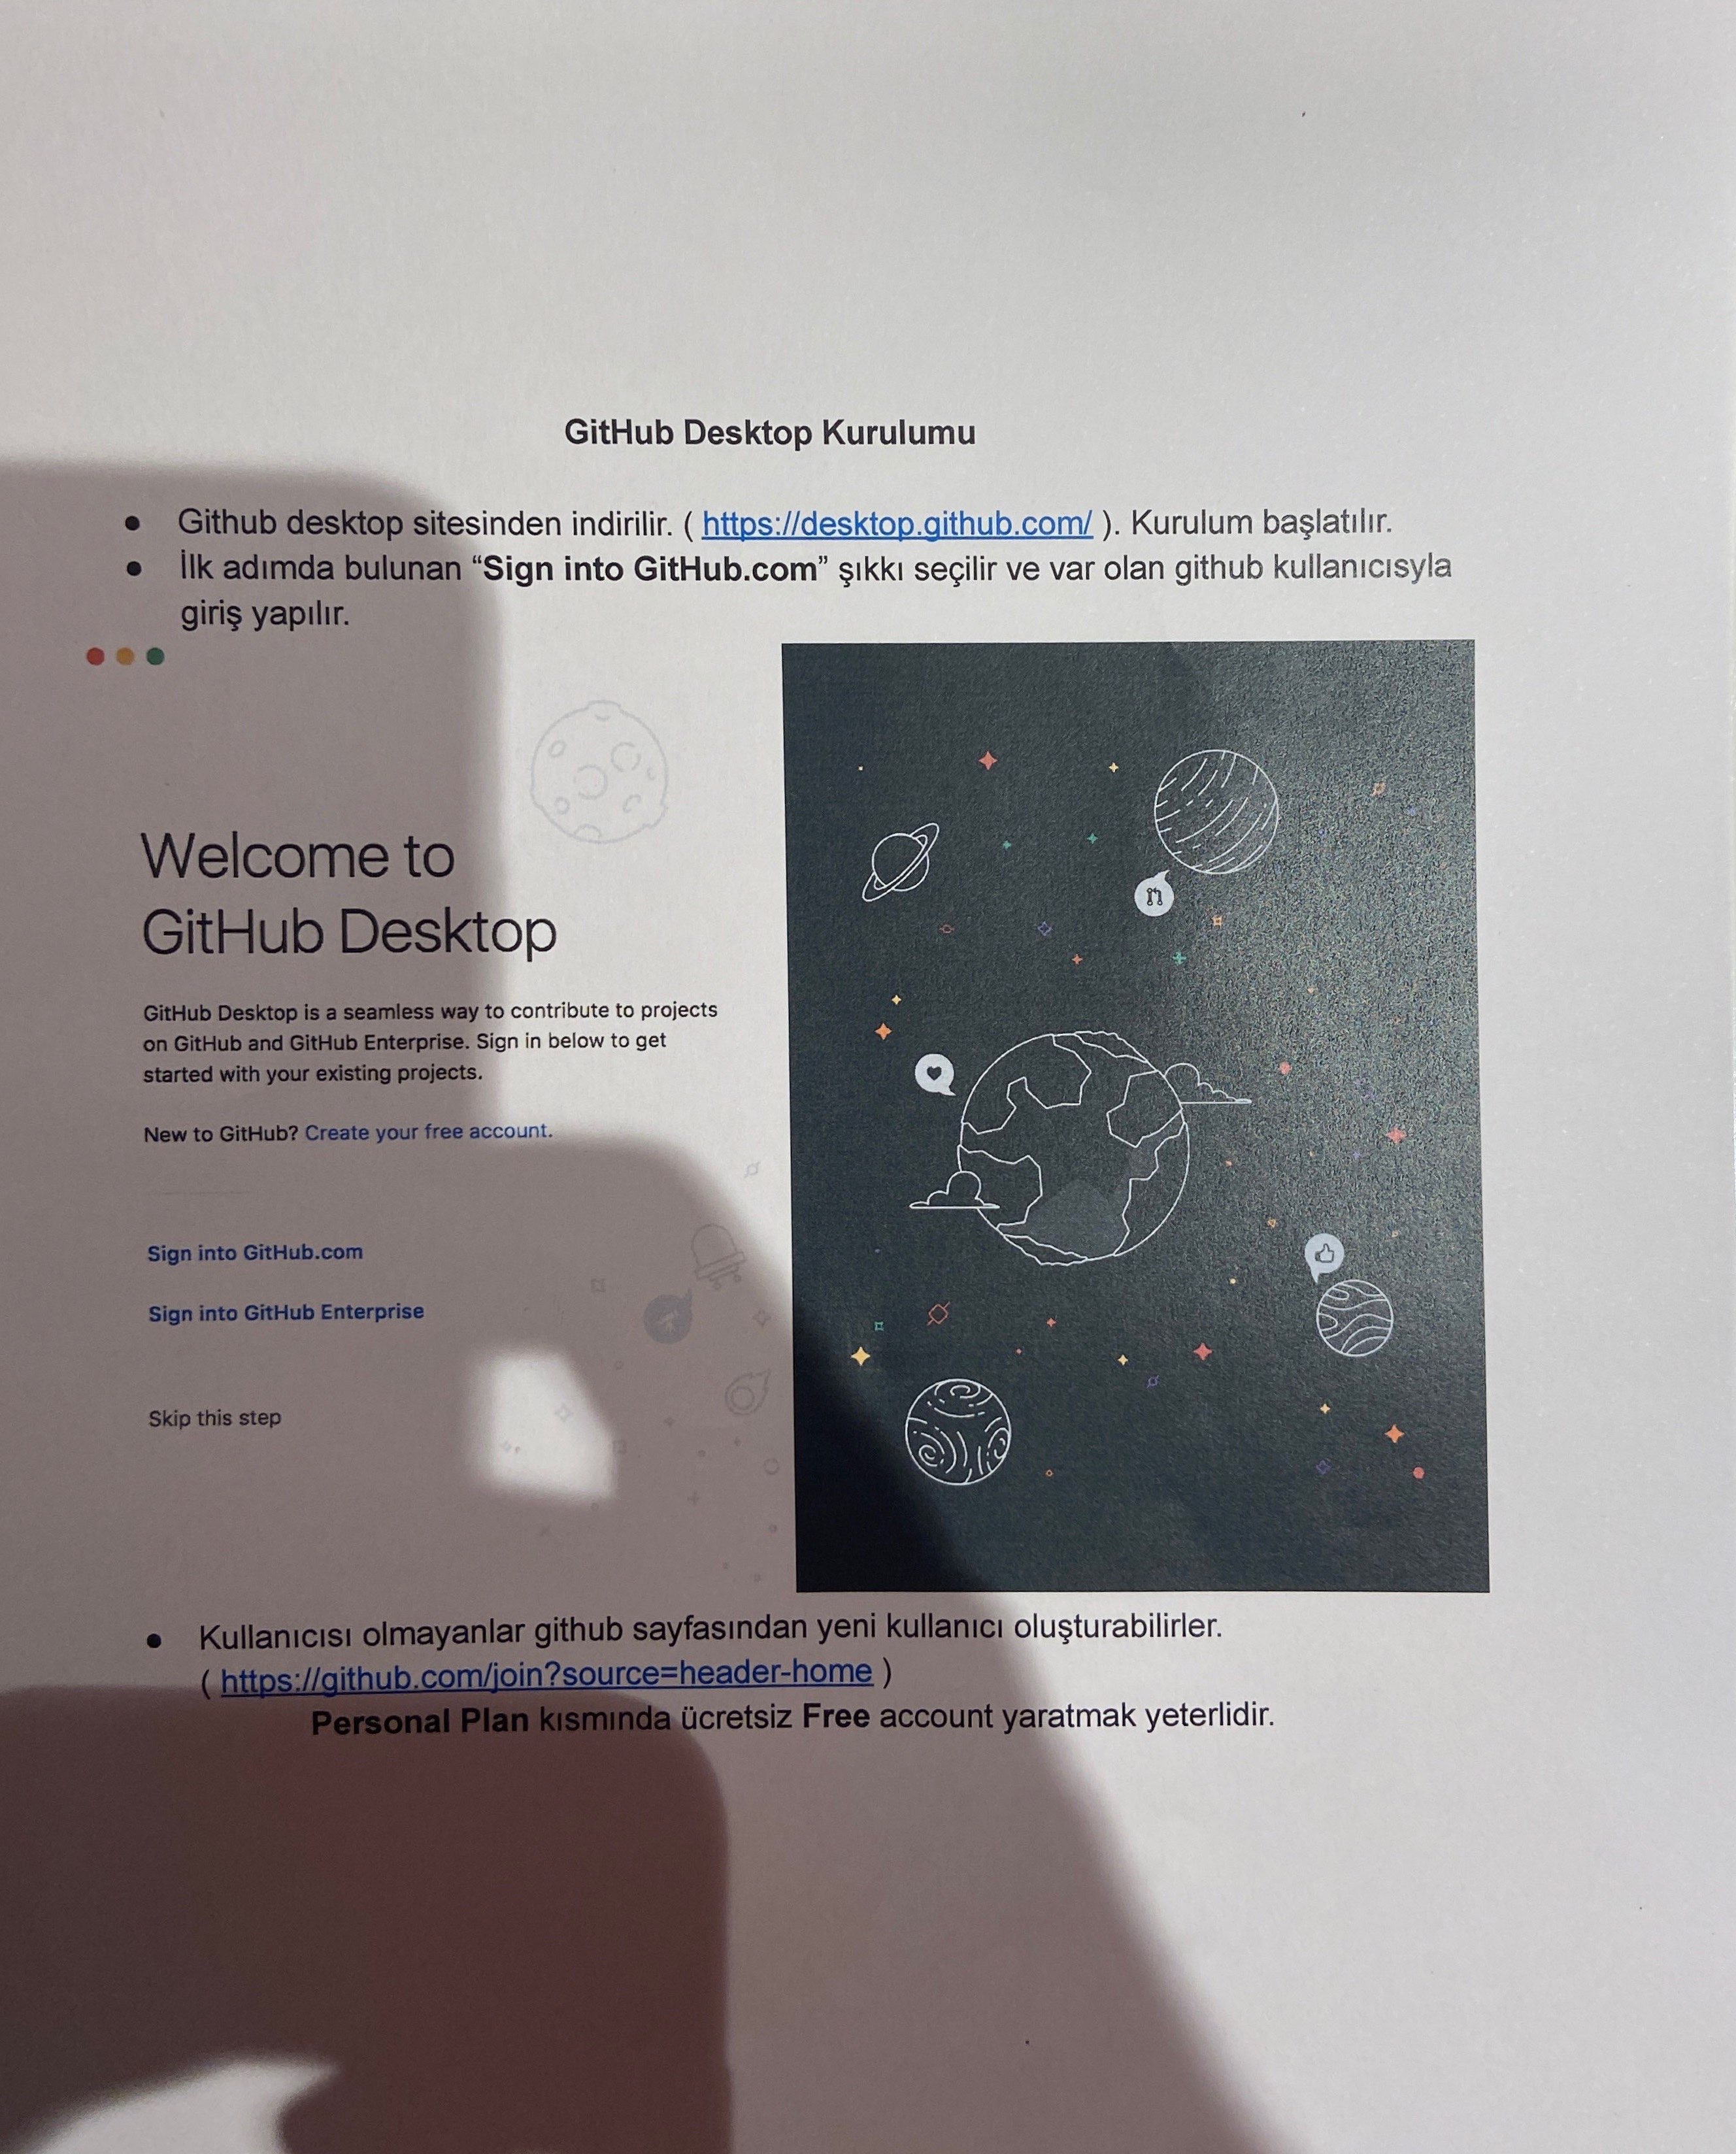 GitHub Desktop Kurulumu
● Github desktop sitesinden indirilir. ( https://desktop.github.com/ ). Kurulum başlatılır.
● İlk adımda bulunan “Sign into GitHub.com” şıkkı seçilir ve var olan github kullanıcısyla
giriş yapılır.
Welcome to
GitHub Desktop
GitHub Desktop is a seamless way to contribute to projects
on GitHub and GitHub Enterprise. Sign in below to get
started with your existing projects.
New to GitHub? Create your free account.
Sign into GitHub.com
Sign into GitHub Enterprise
Skip this step
● Kullanıcısı olmayanlar github sayfasından yeni kullanıcı oluşturabilirler.
( https://github.com/join?source=header-home )
Personal Plan kısmında ücretsiz Free account yaratmak yeterlidir.